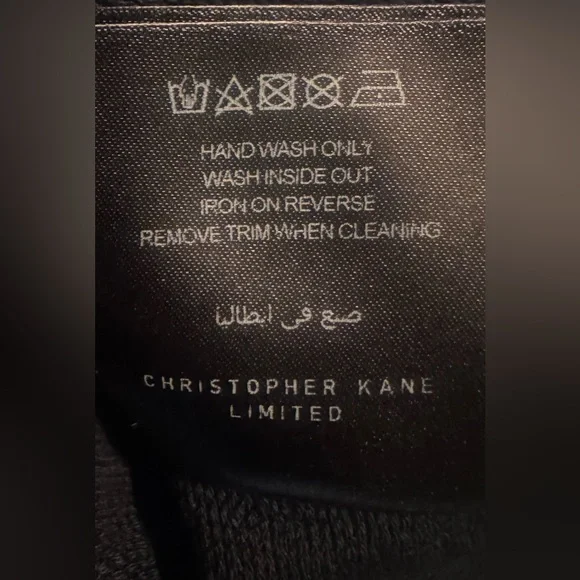 HAND WASH ONLY
WASH INSIDE OUT
IRON ON REVERSE
REMOVE TRIM WHEN CLEANING
صنع في ايطاليا
CHRISTOPHER KANE
LIMITED